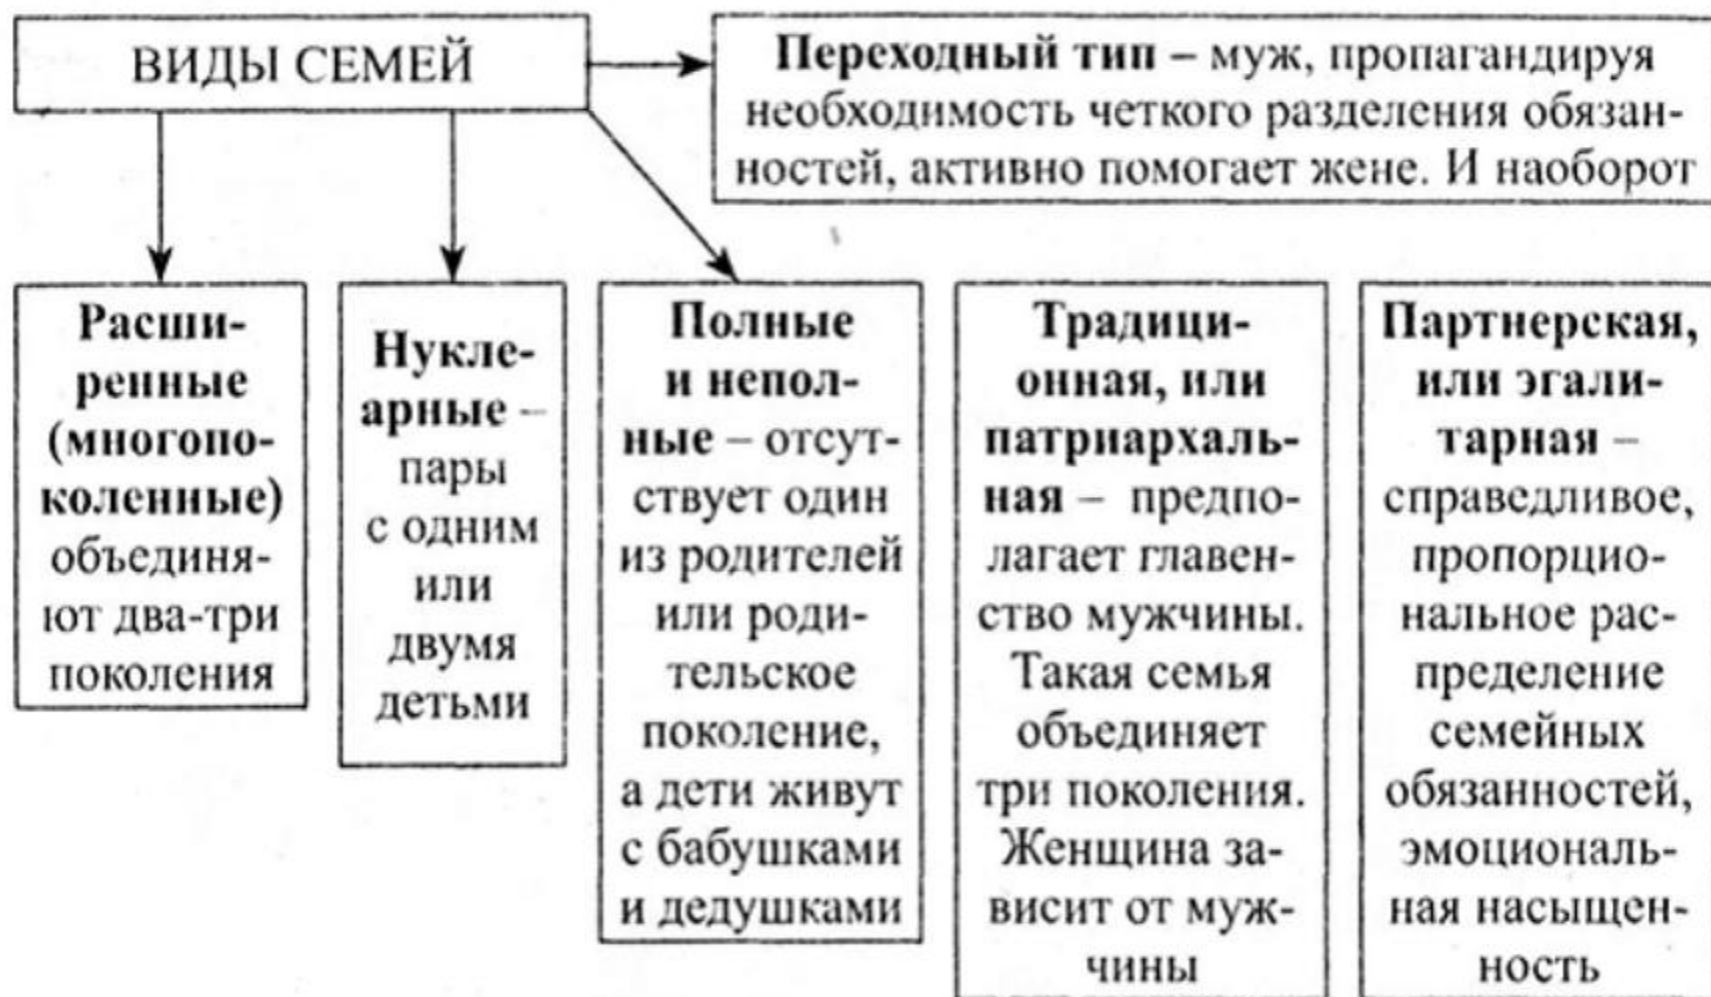 ВИДЫ СЕМЕЙ
Переходный тип – муж, пропагандируя
необходимость четкого разделения обязан-
ностей, активно помогает жене. И наоборот
Расши-
ренные
(многопо-
коленные)
объединя-
ют два-три
поколения
Нукле-
арные –
пары
с одним
или
двумя
детьми
Полные
и непол-
ные – отсут-
ствует один
из родителей
или роди-
тельское
поколение,
а дети живут
с бабушками
и дедушками
Традици-
онная, или
патриархаль-
ная – предпо-
лагает главен-
ство мужчины.
Такая семья
объединяет
три поколения.
Женщина за-
висит от муж-
чины
Партнерская,
или эгали-
тарная –
справедливое,
пропорцио-
нальное рас-
пределение
семейных
обязанностей,
эмоциональ-
ная насыщен-
ность